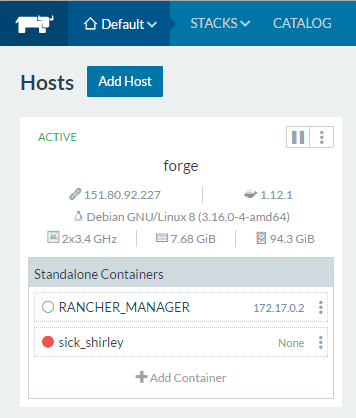 Default STACKS CATALOG
Hosts Add Host
ACTIVE
forge
151.80.92.227 1.12.1
Debian GNU/Linux 8 (3.16.0-4-amd64)
2x3.4 GHz 7.68 GiB 94.3 GiB
Standalone Containers
RANCHER_MANAGER 172.17.0.2
sick_shirley None
Add Container